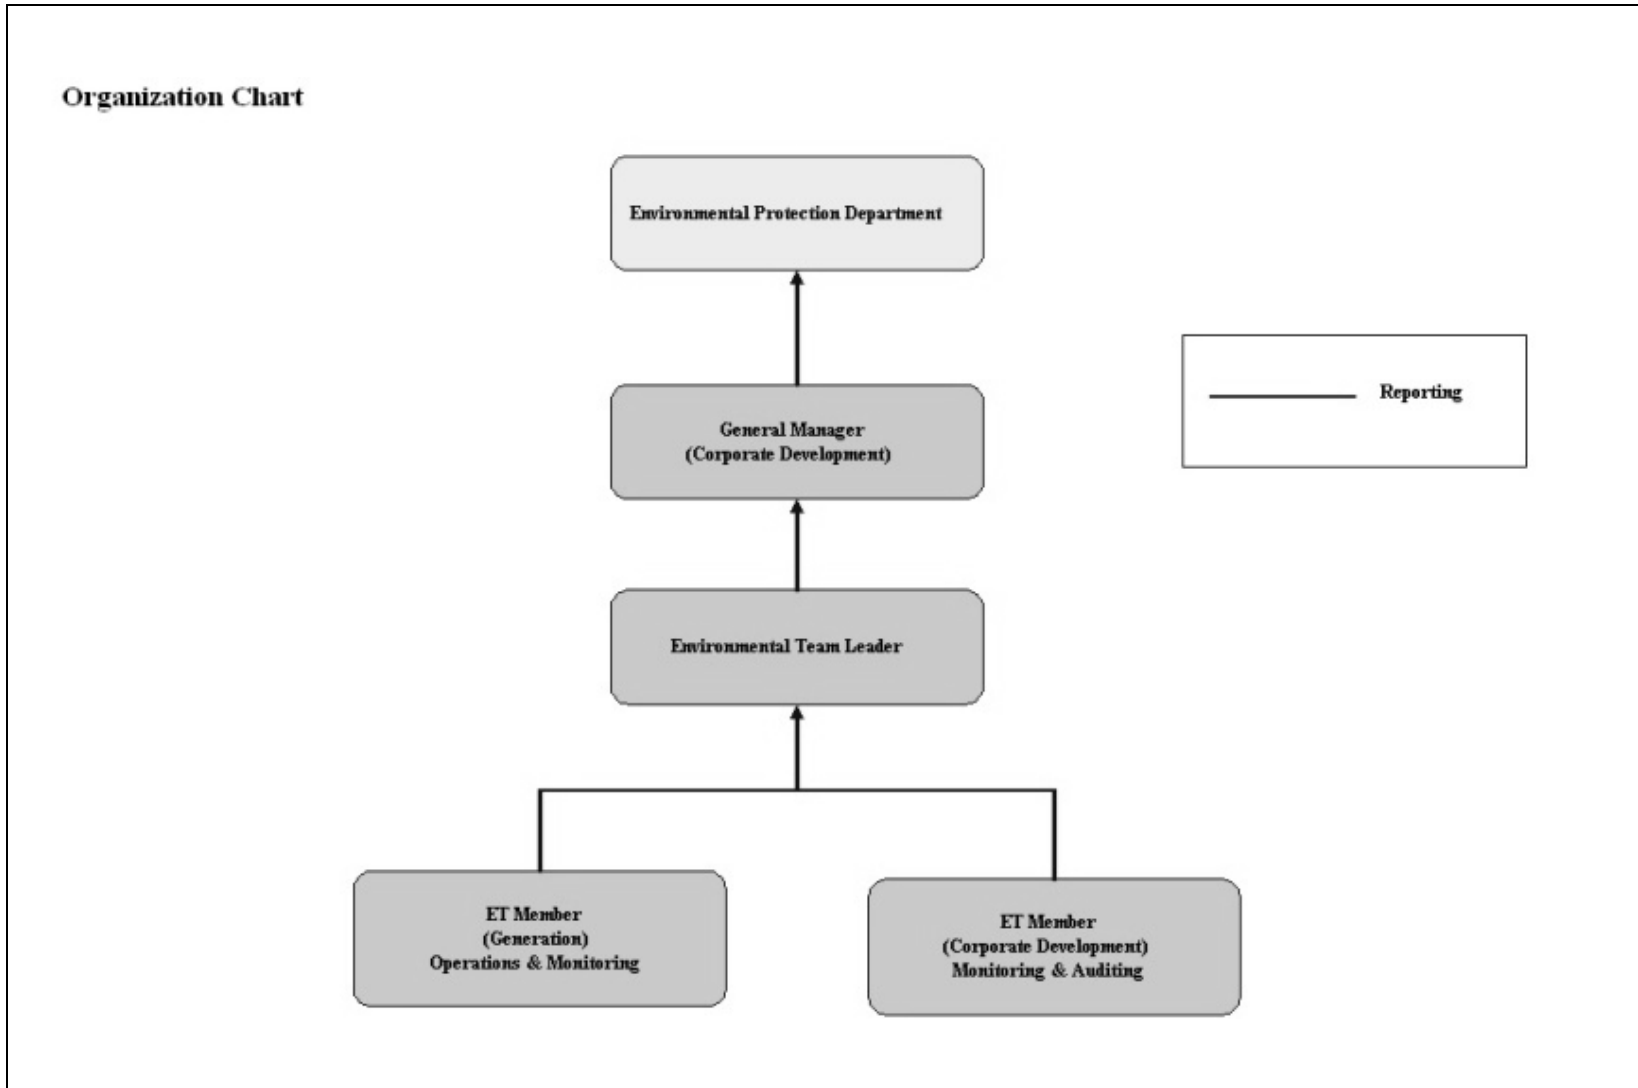 Organization Chart
Environmental Protection Department
General Manager
(Corporate Development)
Reporting
Environmental Team Leader
ET Member
(Generation)
Operations & Monitoring
ET Member
(Corporate Development)
Monitoring & Auditing